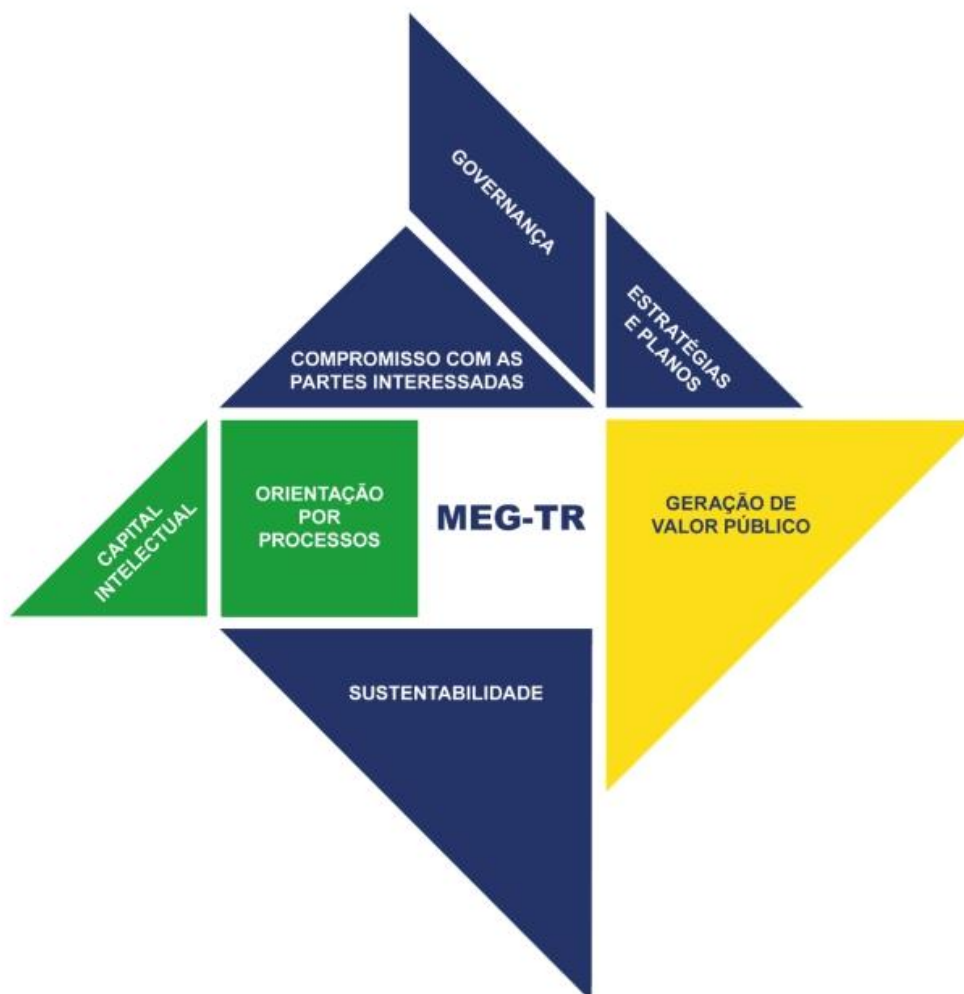 GOVERNANÇA
ESTRATÉGIAS
E PLANOS
COMPROMISSO COM AS
PARTES INTERESSADAS
CAPITAL
INTELECTUAL
ORIENTAÇÃO
POR
PROCESSOS
MEG-TR
GERAÇÃO DE
VALOR PÚBLICO
SUSTENTABILIDADE